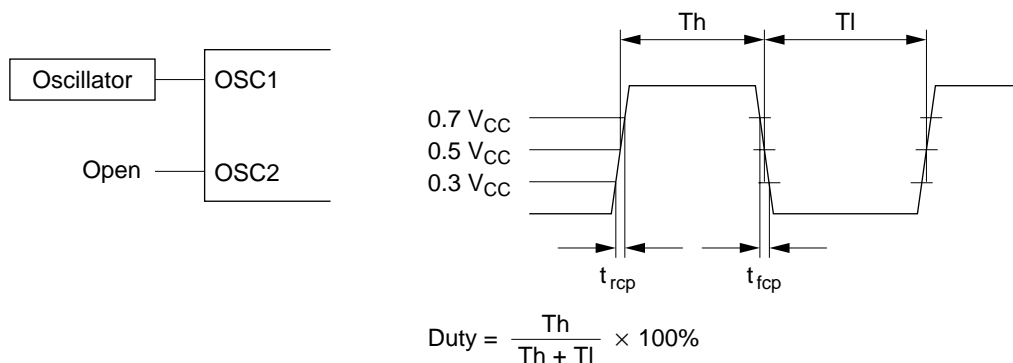 Oscillator
OSC1
Open
OSC2
Th
Tl
0.7 VCC
0.5 VCC
0.3 VCC
trcp
tfcp
Duty = Th / Th + Tl × 100%